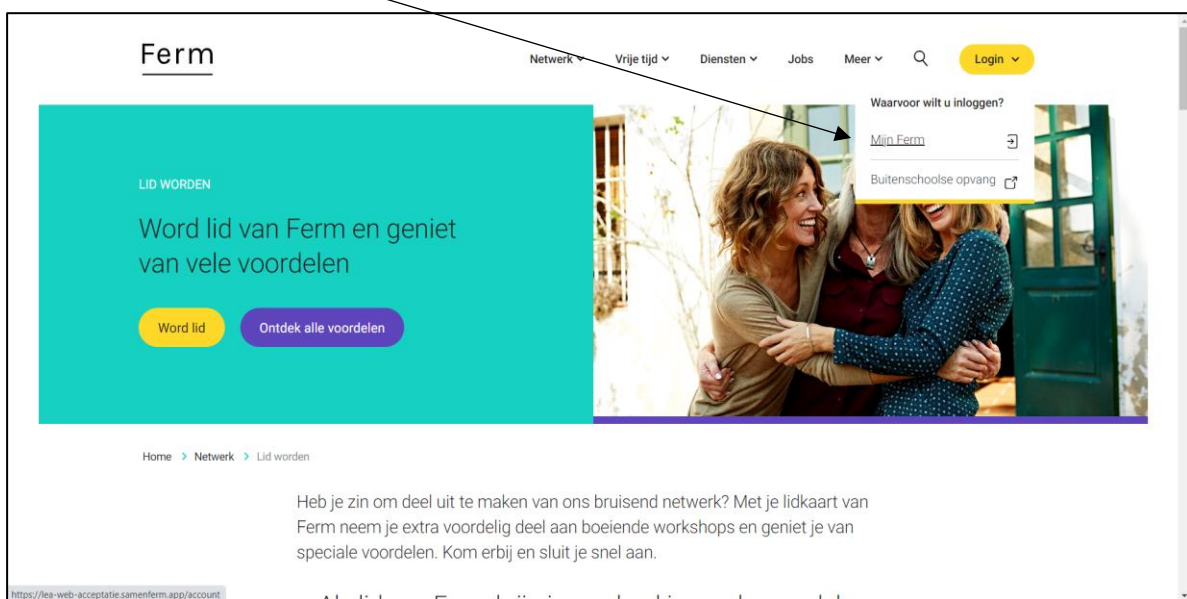 Ferm
Netwerk Vrije tijd Diensten Jobs Meer Login
Waarvoor wilt u inloggen?
Mijn Ferm
Buitenschoolse opvang
LID WORDEN
Word lid van Ferm en geniet
van vele voordelen
Word lid Ontdek alle voordelen
Home > Netwerk > Lid worden
Heb je zin om deel uit te maken van ons bruisend netwerk? Met je lidkaart van
Ferm neem je extra voordelig deel aan boeiende workshops en geniet je van
speciale voordelen. Kom erbij en sluit je snel aan.
https://lea-web-acceptatie.samenferm.app/account